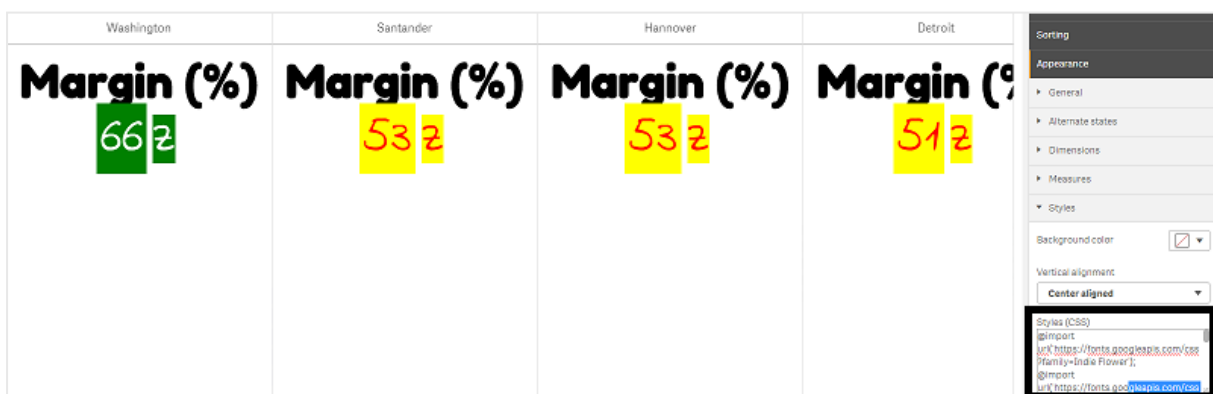 Washington Santander Hannover Detroit
Margin (%) Margin (%) Margin (%) Margin (%)
66 z 53 z 53 z 51 z
Sorting
Appearance
General
Alternate states
Dimensions
Measures
Styles
Background color
Vertical alignment
Center aligned
Styles (CSS)
@import
url('https://fonts.googleapis.com/css
?family=Indie Flower');
@import
url('https://fonts.googleapis.com/css